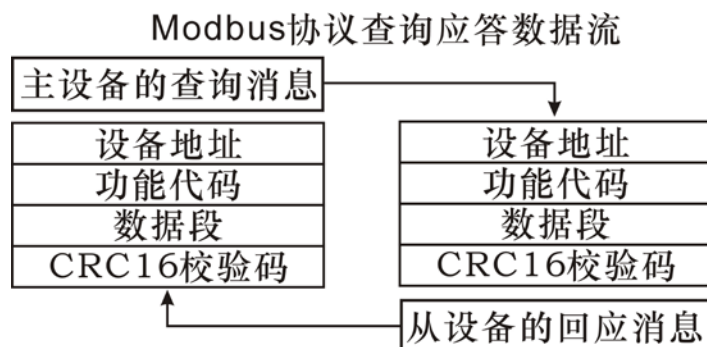 Modbus协议查询应答数据流
主设备的查询消息
设备地址
功能代码
数据段
CRC16校验码
设备地址
功能代码
数据段
CRC16校验码
从设备的回应消息